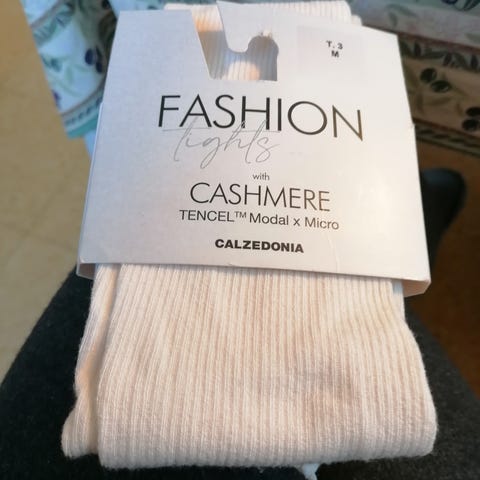 T. 3
M
FASHION
tights
with
CASHMERE
TENCEL™ Modal x Micro
CALZEDONIA